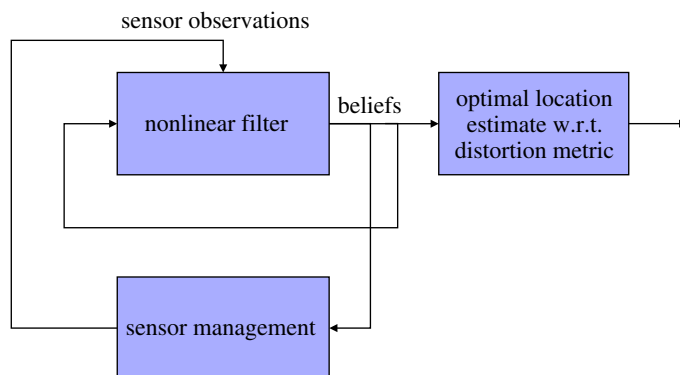 sensor observations
nonlinear filter
beliefs
optimal location
estimate w.r.t.
distortion metric
sensor management